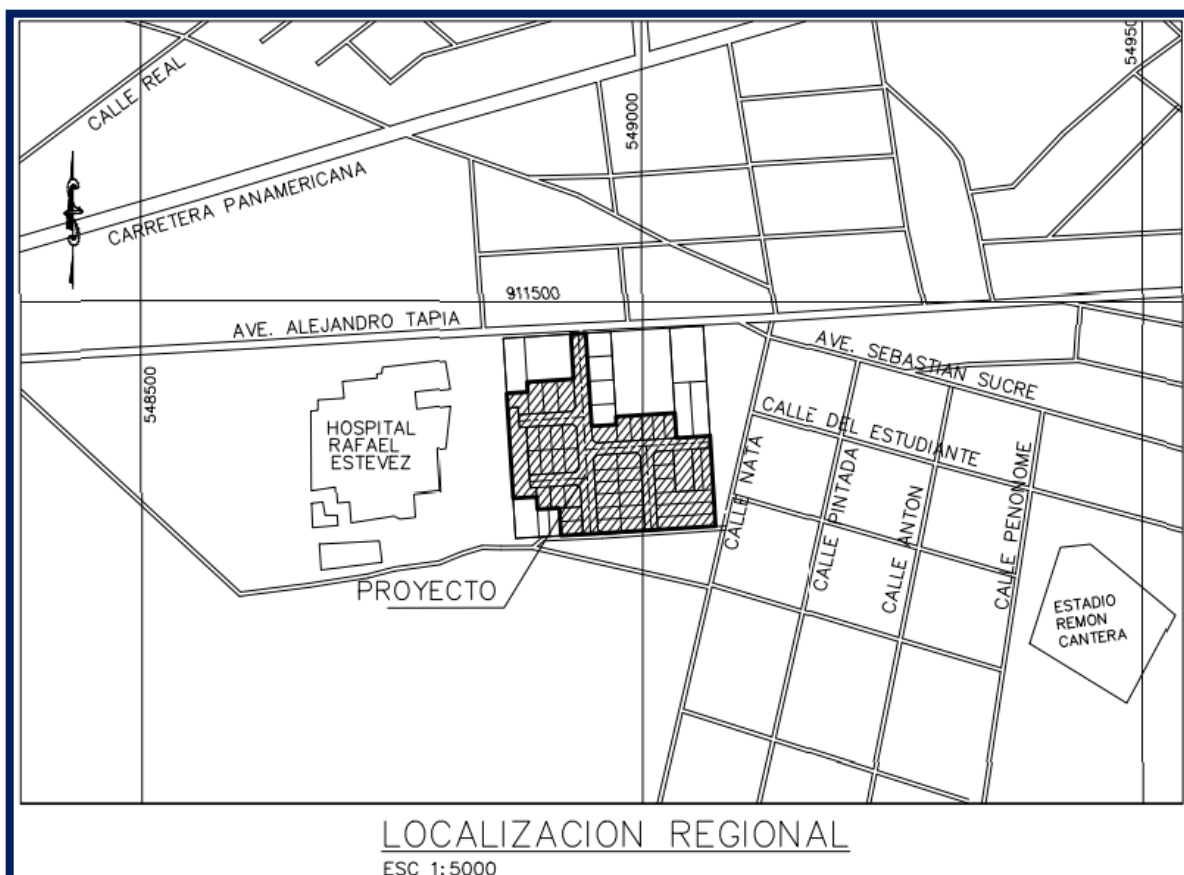 CALLE REAL
CARRETERA PANAMERICANA
549000
549500
911500
AVE. ALEJANDRO TAPIA
548500
AVE. SEBASTIAN SUCRE
HOSPITAL
RAFAEL
ESTEVEZ
CALLE DEL ESTUDIANTE
CALLE NATA
CALLE PINTADA
CALLE ANTON
CALLE PENONOME
PROYECTO
ESTADIO
REMON
CANTERA
LOCALIZACION REGIONAL
ESC 1:5000